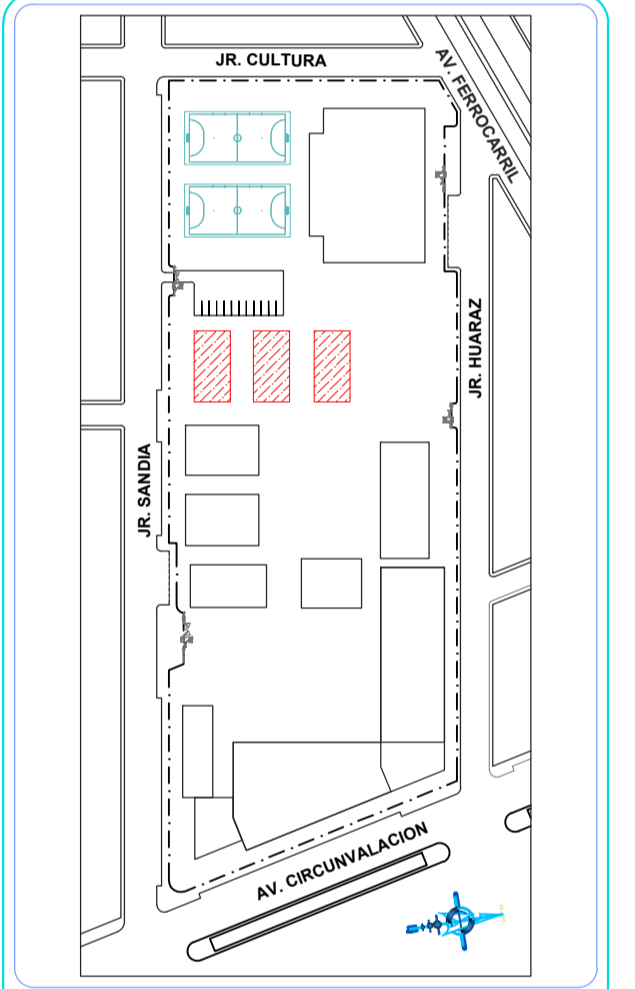 JR. CULTURA
AV. FERROCARRIL
JR. HUARAZ
JR. SANDIA
AV. CIRCUNVALACION